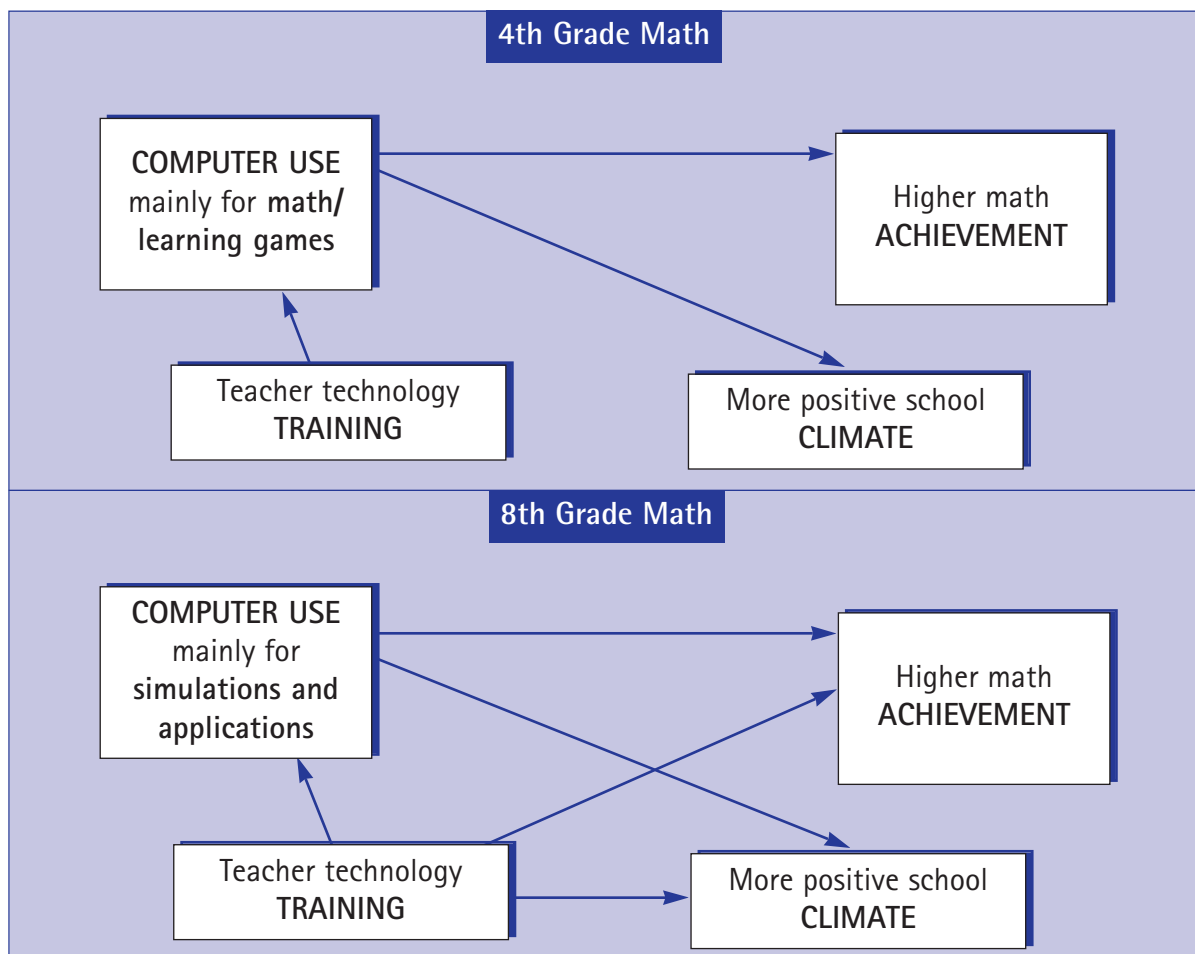 4th Grade Math
COMPUTER USE
mainly for math/
learning games
Higher math
ACHIEVEMENT
Teacher technology
TRAINING
More positive school
CLIMATE
8th Grade Math
COMPUTER USE
mainly for
simulations and
applications
Higher math
ACHIEVEMENT
Teacher technology
TRAINING
More positive school
CLIMATE